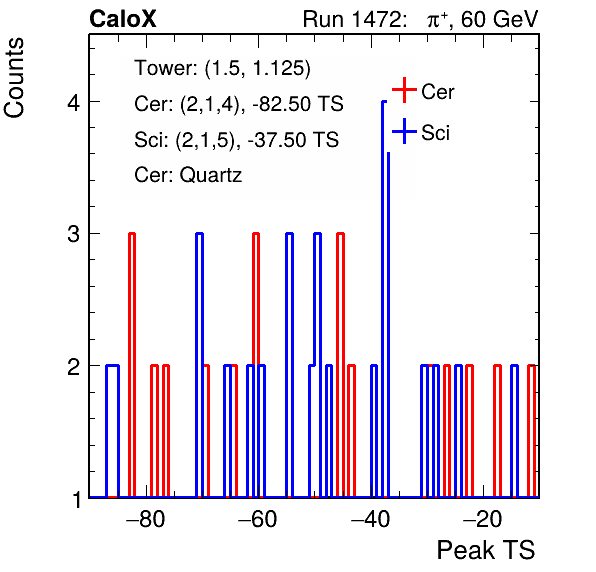 CaloX Run 1472: π⁺, 60 GeV
Counts
Tower: (1.5, 1.125)
Cer: (2,1,4), -82.50 TS
Sci: (2,1,5), -37.50 TS
Cer: Quartz
Cer
Sci
4
3
2
1
−80 −60 −40 −20
Peak TS